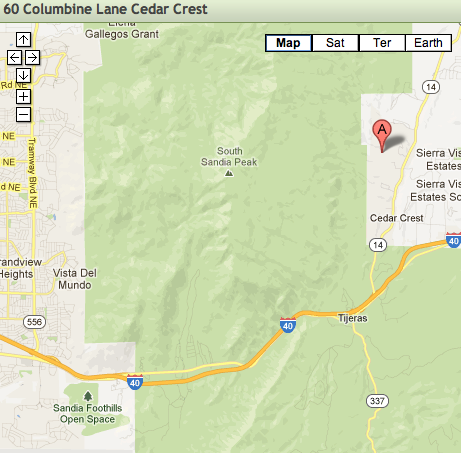 60 Columbine Lane Cedar Crest
Elena
Gallegos Grant
Map
Sat
Ter
Earth
Rd NE
NE
14
A
South
Sandia Peak
Sierra Vis
Estates
Tramway Blvd NE
NE
NE
Sierra Vis
Estates So
Cedar Crest
14
40
randview
Heights
Vista Del
Mundo
556
40
Tijeras
40
Sandia Foothills
Open Space
337